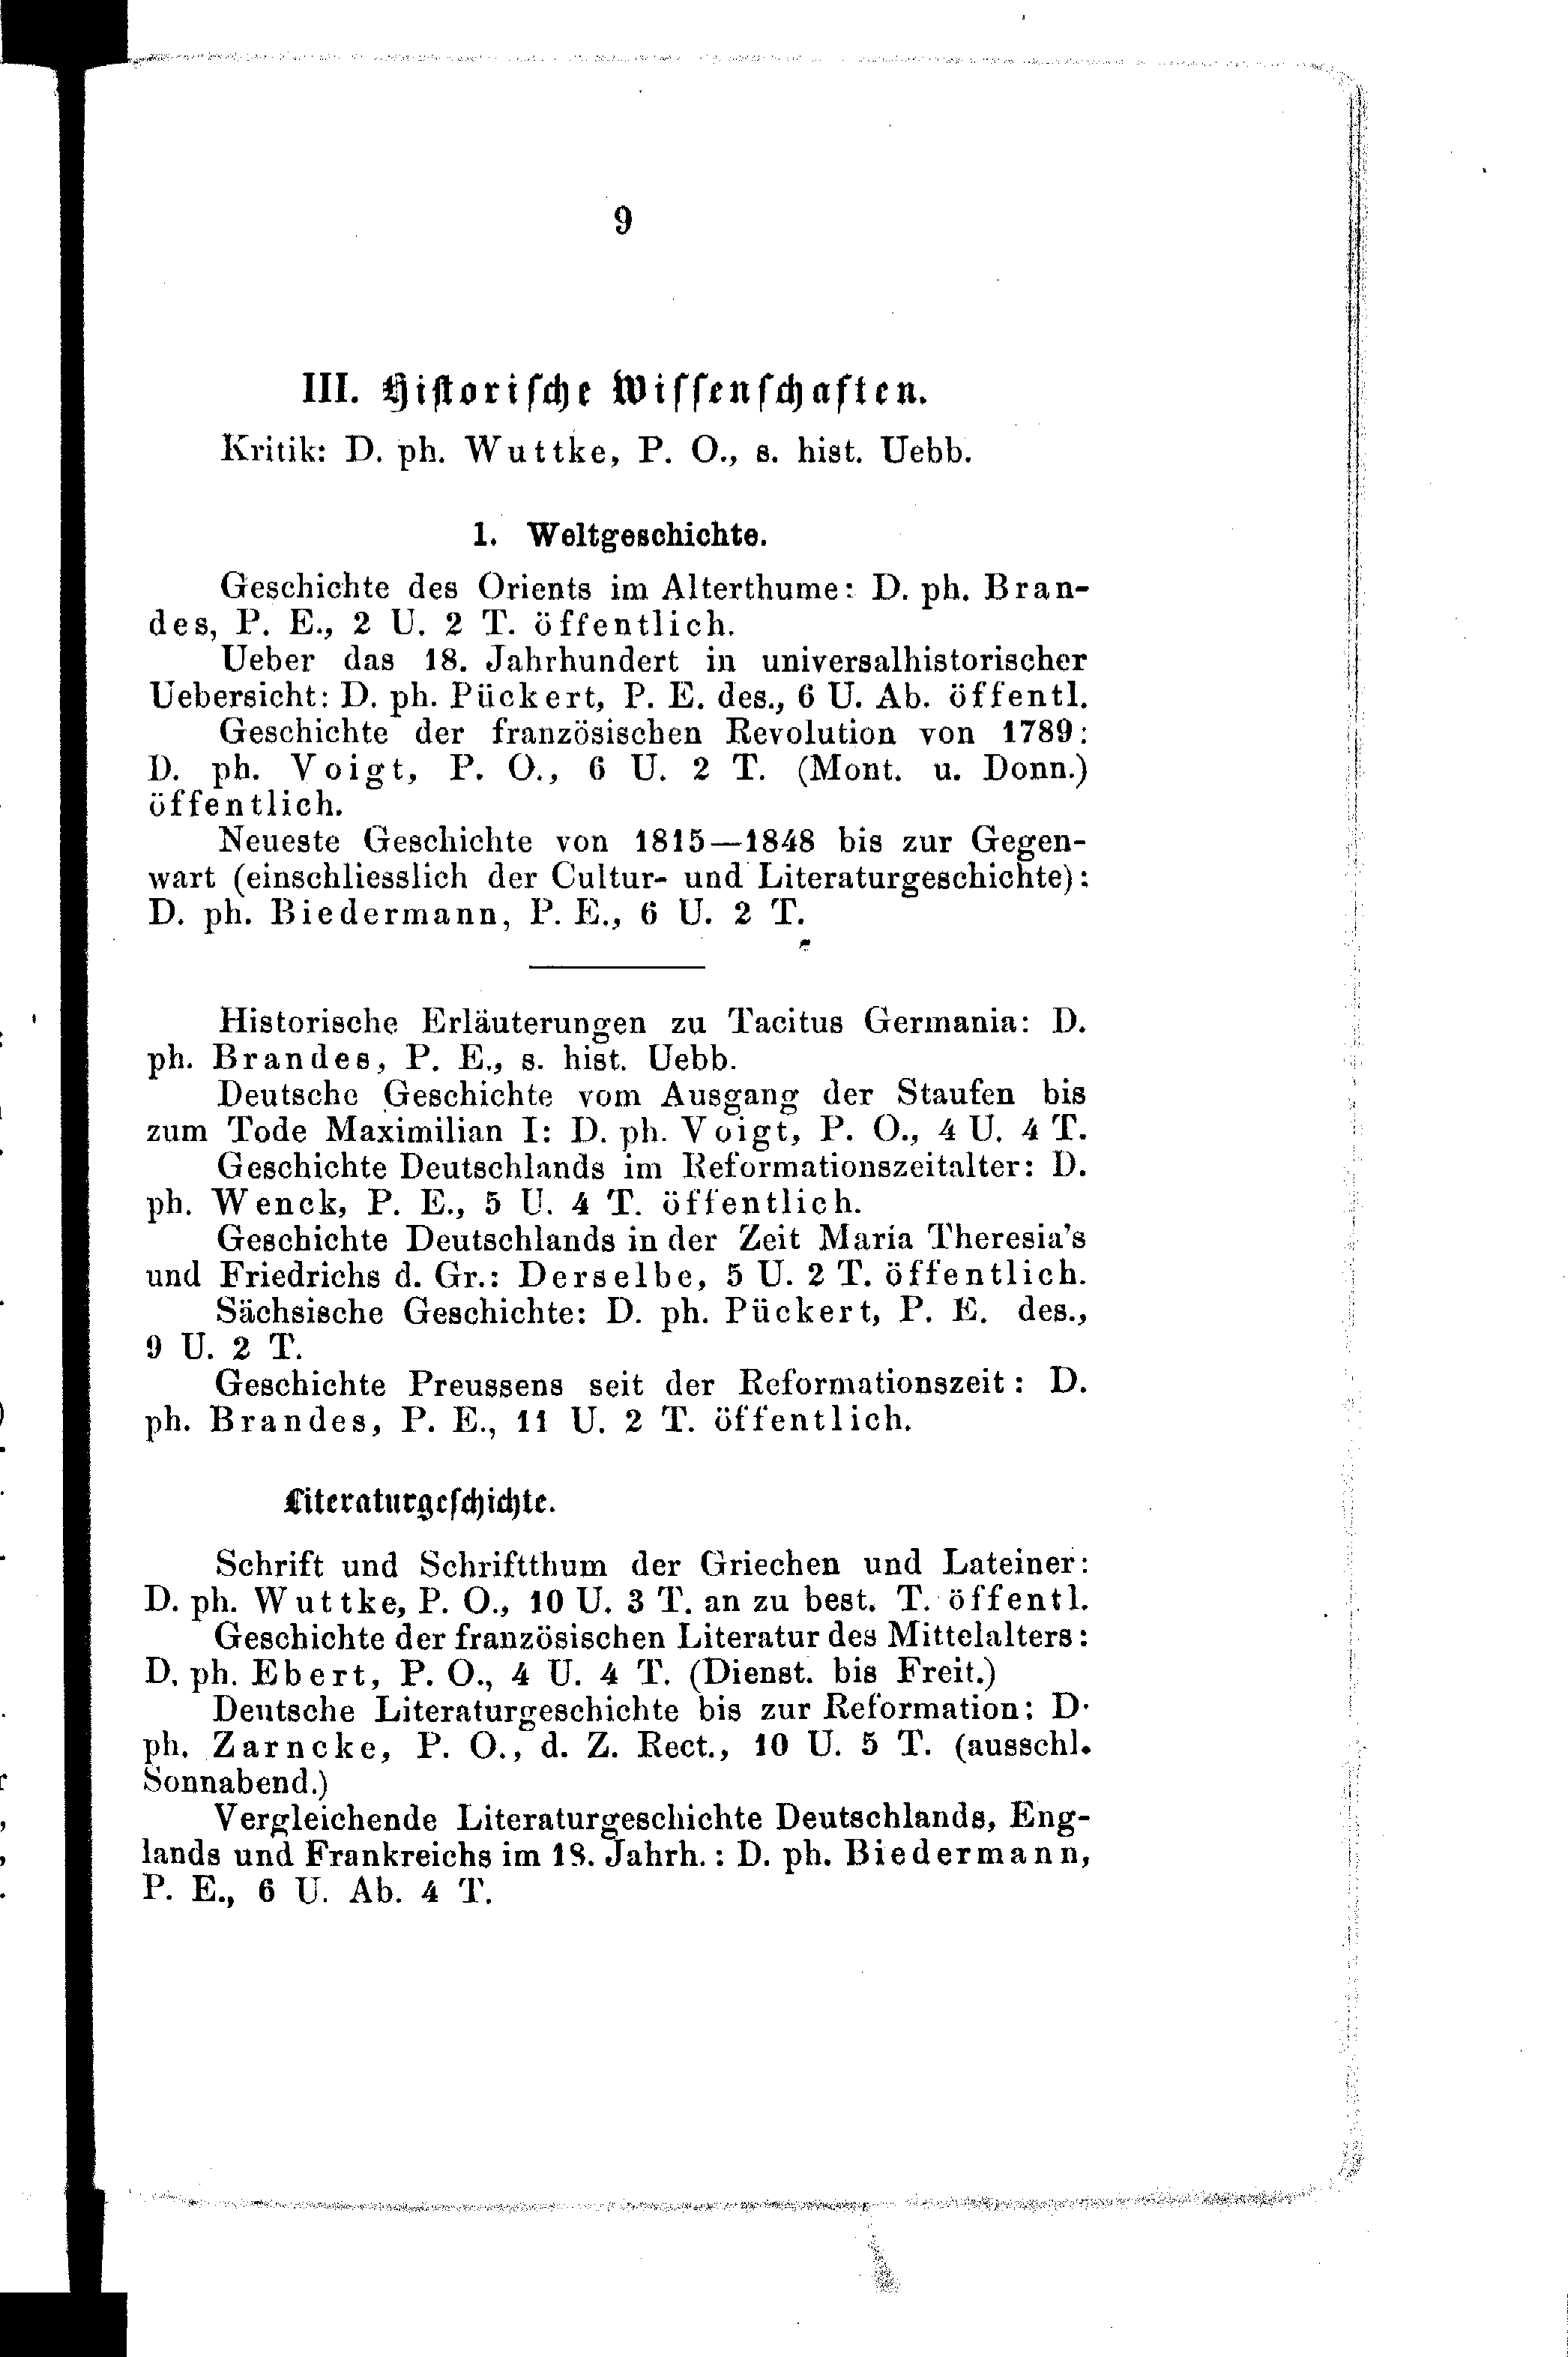 9
III. Historische Wissenschaften.
Kritik: D. ph. Wuttke, P. O., s. hist. Uebb.
1. Weltgeschichte.
Geschichte des Orients im Alterthume: D. ph. Bran-
des, P. E., 2 U. 2 T. öffentlich.
Ueber das 18. Jahrhundert in universalhistorischer
Uebersicht: D. ph. Pückert, P. E. des., 6 U. Ab. öffentl.
Geschichte der französischen Revolution von 1789:
D. ph. Voigt, P. O., 6 U. 2 T. (Mont. u. Donn.)
öffentlich.
Neueste Geschichte von 1815—1848 bis zur Gegen-
wart (einschliesslich der Cultur- und Literaturgeschichte):
D. ph. Biedermann, P. E., 6 U. 2 T.
Historische Erläuterungen zu Tacitus Germania: D.
ph. Brandes, P. E., s. hist. Uebb.
Deutsche Geschichte vom Ausgang der Staufen bis
zum Tode Maximilian I: D. ph. Voigt, P. O., 4 U. 4 T.
Geschichte Deutschlands im Reformationszeitalter: D.
ph. Wenck, P. E., 5 U. 4 T. öffentlich.
Geschichte Deutschlands in der Zeit Maria Theresia's
und Friedrichs d. Gr.: Derselbe, 5 U. 2 T. öffentlich.
Sächsische Geschichte: D. ph. Pückert, P. E. des.,
9 U. 2 T.
Geschichte Preussens seit der Reformationszeit: D.
ph. Brandes, P. E., 11 U. 2 T. öffentlich.
Literaturgeschichte.
Schrift und Schriftthum der Griechen und Lateiner:
D. ph. Wuttke, P. O., 10 U. 3 T. an zu best. T. öffentl.
Geschichte der französischen Literatur des Mittelalters:
D. ph. Ebert, P. O., 4 U. 4 T. (Dienst. bis Freit.)
Deutsche Literaturgeschichte bis zur Reformation: D.
ph. Zarncke, P. O., d. Z. Rect., 10 U. 5 T. (ausschl.
Sonnabend.)
Vergleichende Literaturgeschichte Deutschlands, Eng-
lands und Frankreichs im 18. Jahrh.: D. ph. Biedermann,
P. E., 6 U. Ab. 4 T.